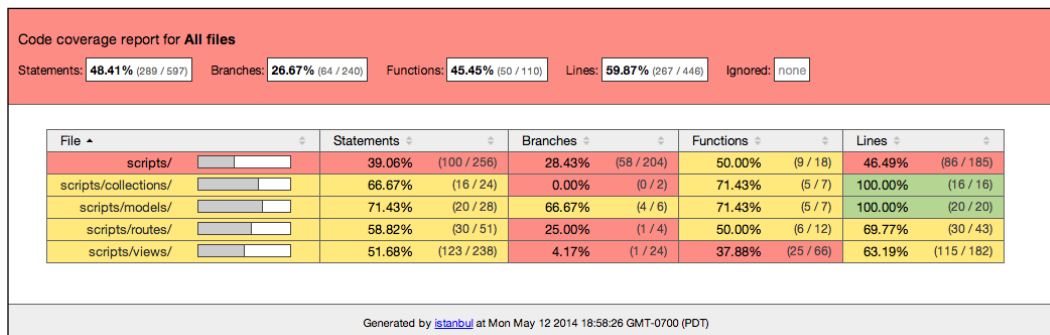 Code coverage report for All files
Statements: 48.41% (289 / 597) Branches: 26.67% (64 / 240) Functions: 45.45% (50 / 110) Lines: 59.87% (267 / 446) Ignored: none
File Statements Branches Functions Lines
scripts/ 39.06% (100 / 256) 28.43% (58 / 204) 50.00% (9 / 18) 46.49% (86 / 185)
scripts/collections/ 66.67% (16 / 24) 0.00% (0 / 2) 71.43% (5 / 7) 100.00% (16 / 16)
scripts/models/ 71.43% (20 / 28) 66.67% (4 / 6) 71.43% (5 / 7) 100.00% (20 / 20)
scripts/routes/ 58.82% (30 / 51) 25.00% (1 / 4) 50.00% (6 / 12) 69.77% (30 / 43)
scripts/views/ 51.68% (123 / 238) 4.17% (1 / 24) 37.88% (25 / 66) 63.19% (115 / 182)
Generated by istanbul at Mon May 12 2014 18:58:26 GMT-0700 (PDT)